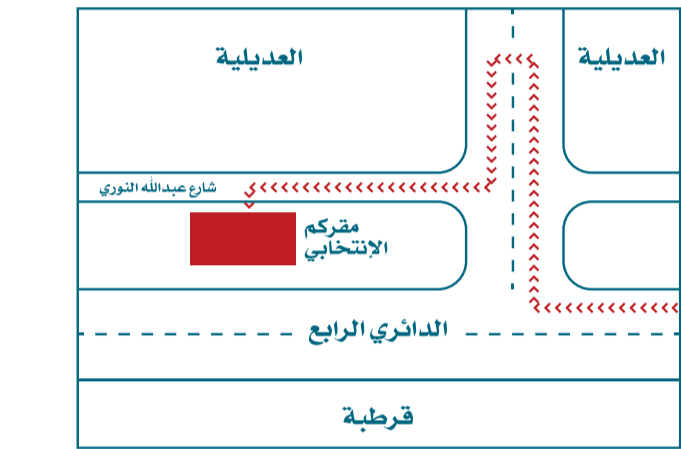 العديلية
العديلية
شارع عبدالله النوري
مقركم
الإنتخابي
الدائري الرابع
قرطبة